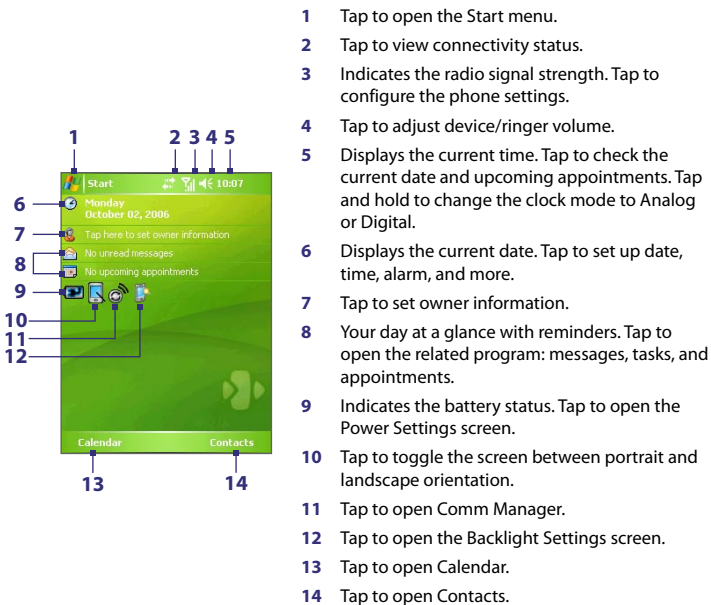 1 Tap to open the Start menu.
2 Tap to view connectivity status.
3 Indicates the radio signal strength. Tap to
configure the phone settings.
4 Tap to adjust device/ringer volume.
5 Displays the current time. Tap to check the
current date and upcoming appointments. Tap
and hold to change the clock mode to Analog
or Digital.
6 Displays the current date. Tap to set up date,
time, alarm, and more.
7 Tap to set owner information.
8 Your day at a glance with reminders. Tap to
open the related program: messages, tasks, and
appointments.
9 Indicates the battery status. Tap to open the
Power Settings screen.
10 Tap to toggle the screen between portrait and
landscape orientation.
11 Tap to open Comm Manager.
12 Tap to open the Backlight Settings screen.
13 Tap to open Calendar.
14 Tap to open Contacts.
1 2 3 4 5
Start 10:07
6 Monday
October 02, 2006
7 Tap here to set owner information
No unread messages
8
No upcoming appointments
9
10
11
12
Calendar Contacts
13 14